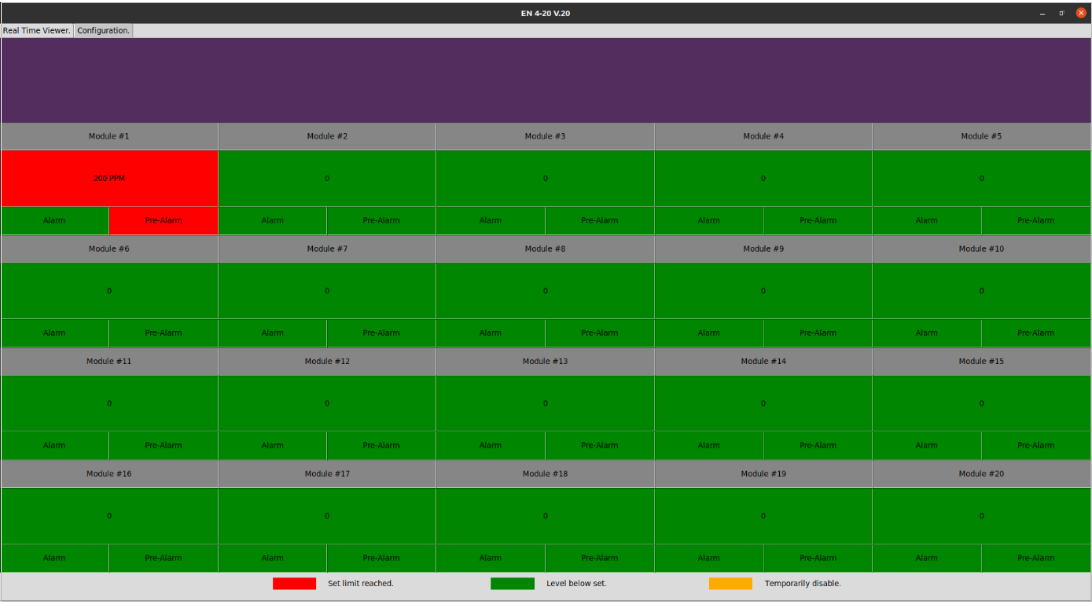 EN 4-20 V.20
Real Time Viewer. Configuration.
Module #1 Module #2 Module #3 Module #4 Module #5
200 PPM 0 0 0 0
Alarm Pre-Alarm Alarm Pre-Alarm Alarm Pre-Alarm Alarm Pre-Alarm Alarm Pre-Alarm
Module #6 Module #7 Module #8 Module #9 Module #10
0 0 0 0 0
Alarm Pre-Alarm Alarm Pre-Alarm Alarm Pre-Alarm Alarm Pre-Alarm Alarm Pre-Alarm
Module #11 Module #12 Module #13 Module #14 Module #15
0 0 0 0 0
Alarm Pre-Alarm Alarm Pre-Alarm Alarm Pre-Alarm Alarm Pre-Alarm Alarm Pre-Alarm
Module #16 Module #17 Module #18 Module #19 Module #20
0 0 0 0 0
Alarm Pre-Alarm Alarm Pre-Alarm Alarm Pre-Alarm Alarm Pre-Alarm Alarm Pre-Alarm
Set limit reached. Level below set. Temporarily disable.